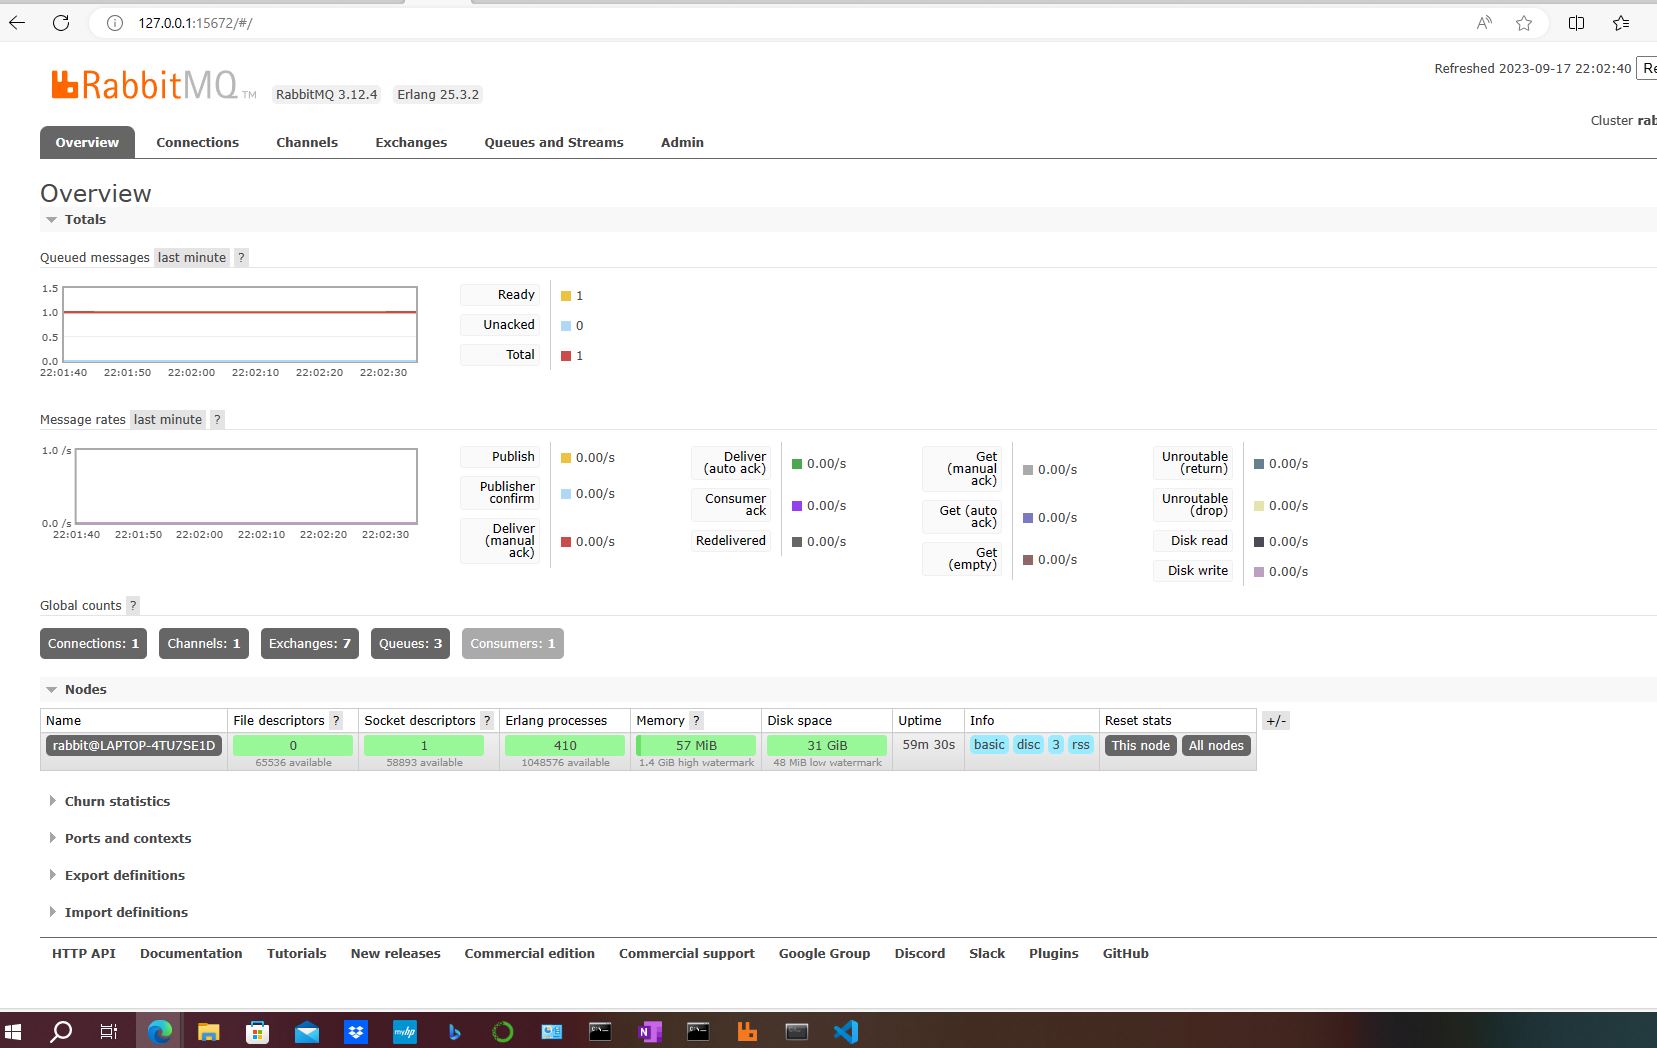 127.0.0.1:15672/#/
RabbitMQ TM RabbitMQ 3.12.4 Erlang 25.3.2
Refreshed 2023-09-17 22:02:40 Re
Cluster rab
Overview Connections Channels Exchanges Queues and Streams Admin
Overview
Totals
Queued messages last minute ?
1.5
1.0
0.5
0.0
22:01:40 22:01:50 22:02:00 22:02:10 22:02:20 22:02:30
Ready 1
Unacked 0
Total 1
Message rates last minute ?
1.0 /s
0.0 /s
22:01:40 22:01:50 22:02:00 22:02:10 22:02:20 22:02:30
Publish 0.00/s
Publisher
confirm 0.00/s
Deliver
(manual
ack) 0.00/s
Deliver
(auto ack) 0.00/s
Consumer
ack 0.00/s
Redelivered 0.00/s
Get
(manual
ack) 0.00/s
Get (auto
ack) 0.00/s
Get
(empty) 0.00/s
Unroutable
(return) 0.00/s
Unroutable
(drop) 0.00/s
Disk read 0.00/s
Disk write 0.00/s
Global counts ?
Connections: 1 Channels: 1 Exchanges: 7 Queues: 3 Consumers: 1
Nodes
Name File descriptors ? Socket descriptors ? Erlang processes Memory ? Disk space Uptime Info Reset stats +/-
rabbit@LAPTOP-4TU7SE1D 0 1 410 57 MiB 31 GiB 59m 30s basic disc 3 rss This node All nodes
65536 available 58893 available 1048576 available 1.4 GiB high watermark 48 MiB low watermark
Churn statistics
Ports and contexts
Export definitions
Import definitions
HTTP API Documentation Tutorials New releases Commercial edition Commercial support Google Group Discord Slack Plugins GitHub
myhp